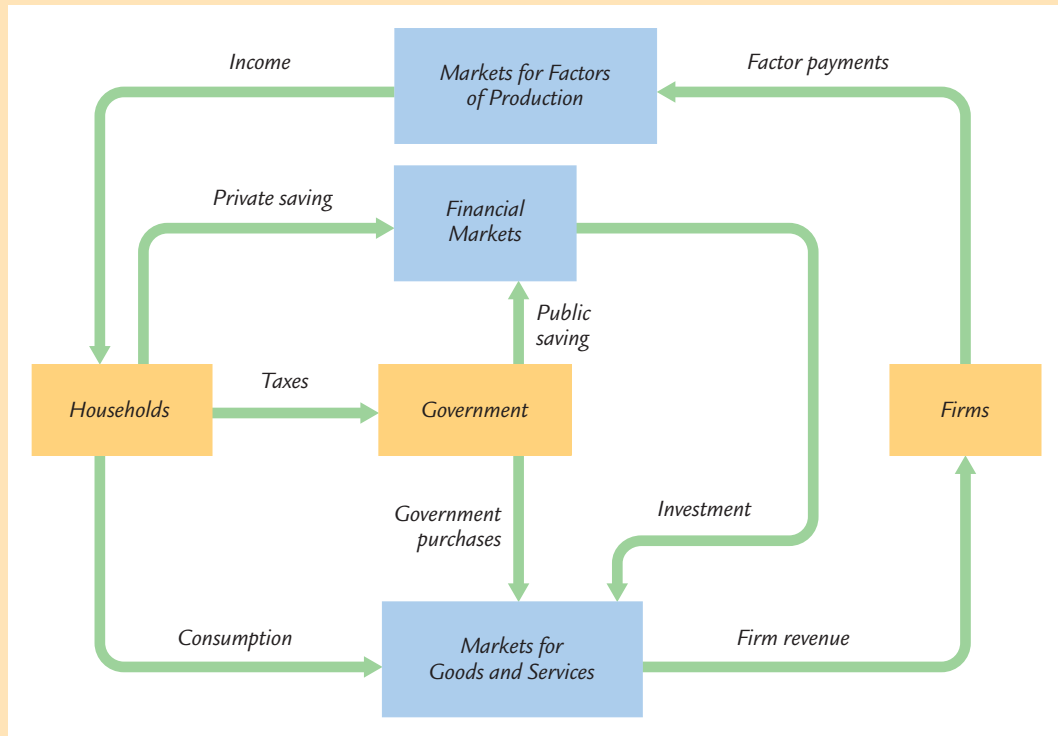 Income
Markets for Factors
of Production
Factor payments
Private saving
Financial
Markets
Public
saving
Households
Taxes
Government
Firms
Government
purchases
Investment
Consumption
Markets for
Goods and Services
Firm revenue